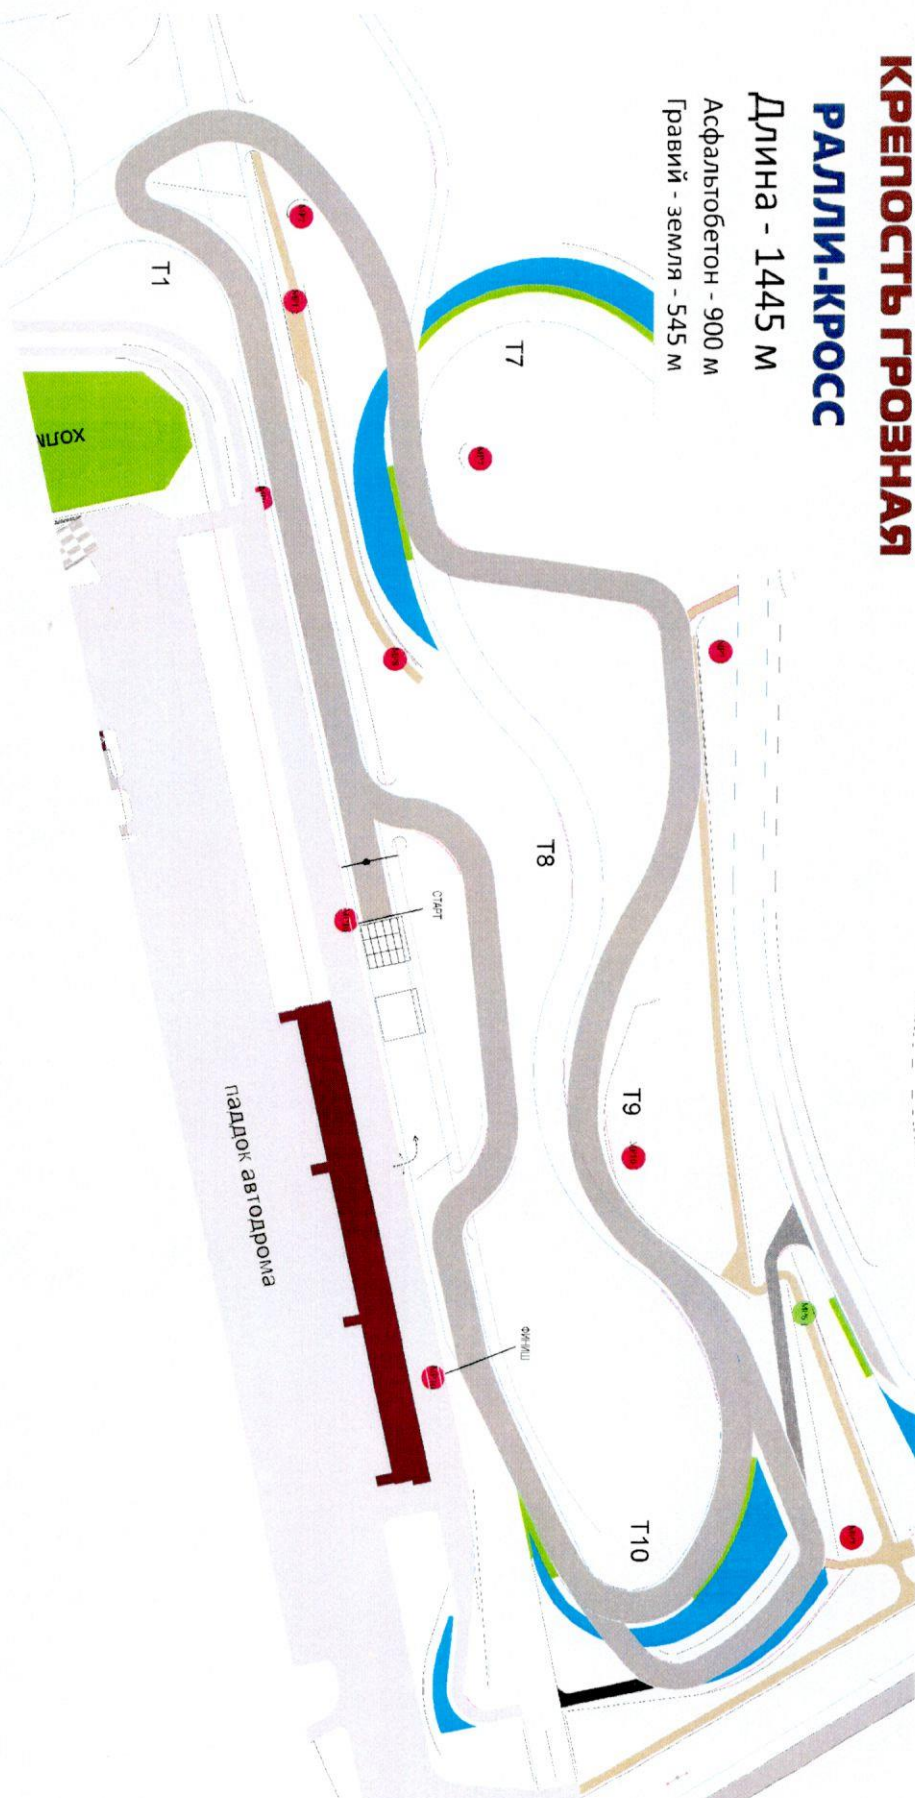 КРЕПОСТЬ ГРОЗНАЯ
РАЛЛИ-КРОСС
Длина - 1445 м
Асфальтобетон - 900 м
Гравий - земля - 545 м
T7
T1
T8
T9
T10
холм
СТАРТ
ФИНИШ
паддок автодрома